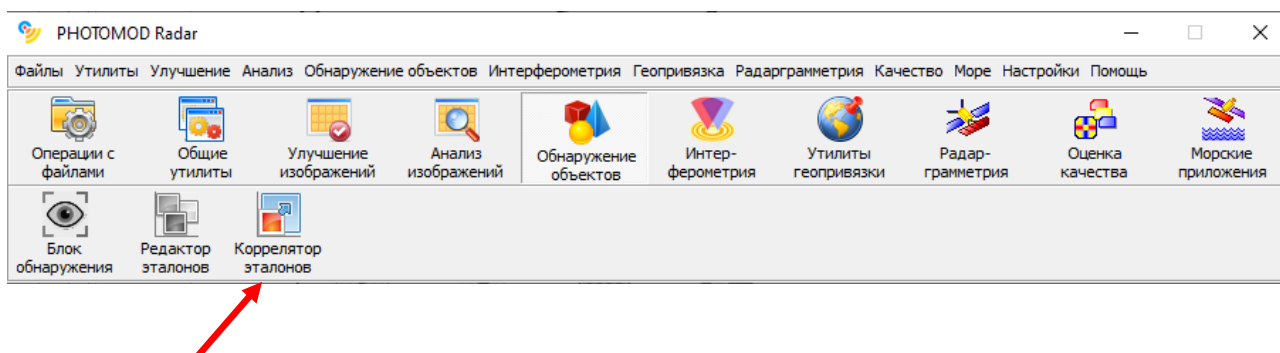 PHOTOMOD Radar
Файлы Утилиты Улучшение Анализ Обнаружение объектов Интерферометрия Геопривязка Радарграмметрия Качество Море Настройки Помощь
Операции с файлами
Общие утилиты
Улучшение изображений
Анализ изображений
Обнаружение объектов
Интер-ферометрия
Утилиты геопривязки
Радар-грамметрия
Оценка качества
Морские приложения
Блок обнаружения
Редактор эталонов
Коррелятор эталонов